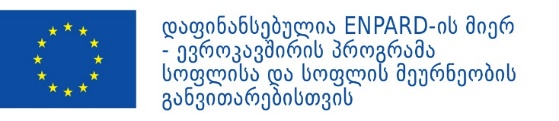 დაფინანსებულია ENPARD-ის მიერ
- ევროკავშირის პროგრამა
სოფლისა და სოფლის მეურნეობის
განვითარებისთვის